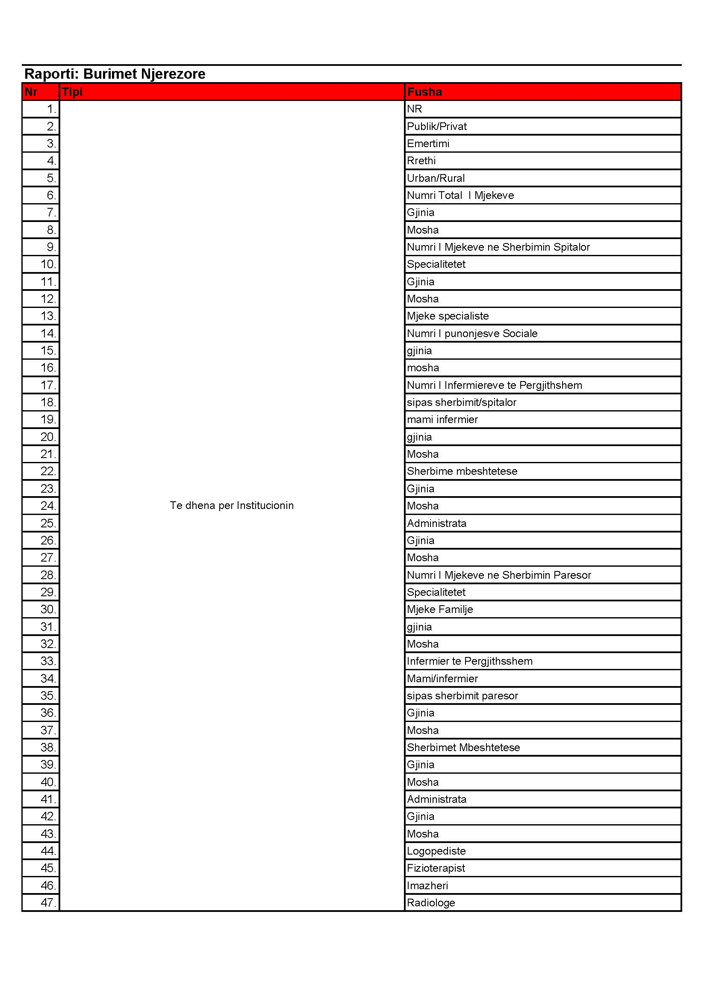 Raporti: Burimet Njerezore
Nr Tipi Fusha
1. NR
2. Publik/Privat
3. Emertimi
4. Rrethi
5. Urban/Rural
6. Numri Total  I Mjekeve
7. Gjinia
8. Mosha
9. Numri I Mjekeve ne Sherbimin Spitalor
10. Specialitetet
11. Gjinia
12. Mosha
13. Mjeke specialiste
14. Numri I punonjesve Sociale
15. gjinia
16. mosha
17. Numri I Infermiereve te Pergjithshem
18. sipas sherbimit/spitalor
19. mami infermier
20. gjinia
21. Mosha
22. Sherbime mbeshtetese
23. Gjinia
24. Te dhena per Institucionin Mosha
25. Administrata
26. Gjinia
27. Mosha
28. Numri I Mjekeve ne Sherbimin Paresor
29. Specialitetet
30. Mjeke Familje
31. gjinia
32. Mosha
33. Infermier te Pergjithsshem
34. Mami/infermier
35. sipas sherbimit paresor
36. Gjinia
37. Mosha
38. Sherbimet Mbeshtetese
39. Gjinia
40. Mosha
41. Administrata
42. Gjinia
43. Mosha
44. Logopediste
45. Fizioterapist
46. Imazheri
47. Radiologe